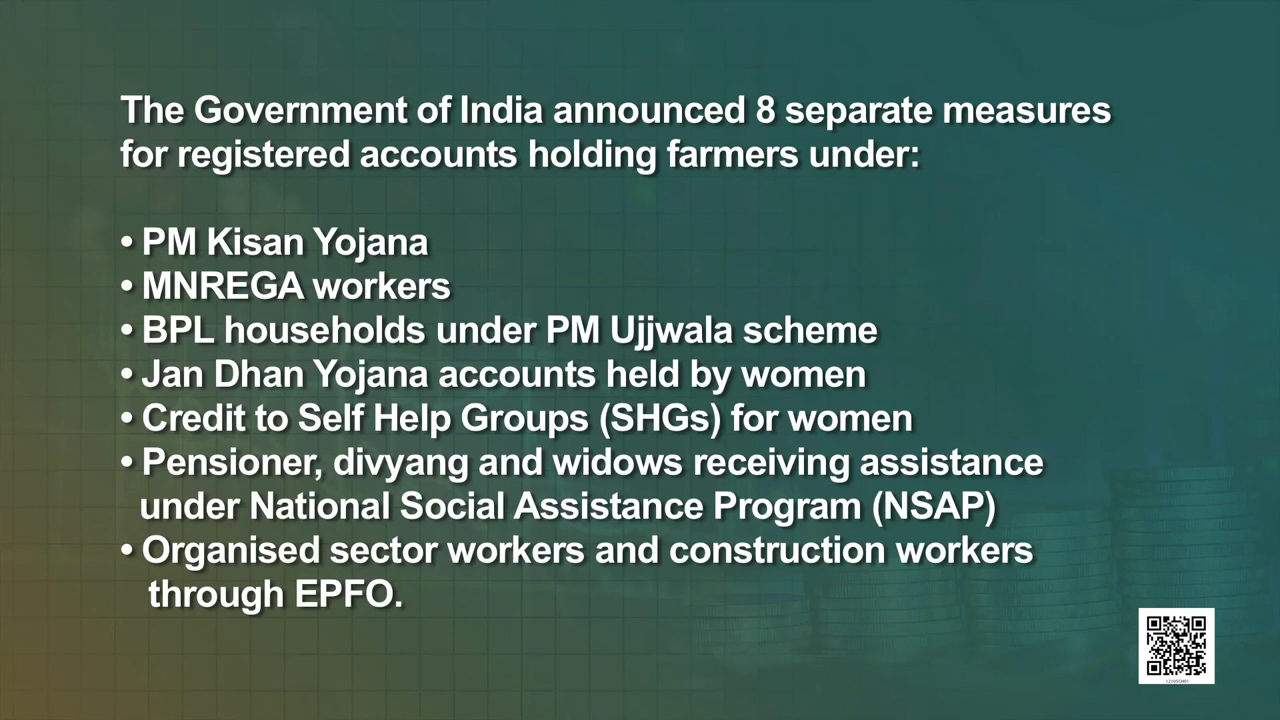 The Government of India announced 8 separate measures
for registered accounts holding farmers under:
• PM Kisan Yojana
• MNREGA workers
• BPL households under PM Ujjwala scheme
• Jan Dhan Yojana accounts held by women
• Credit to Self Help Groups (SHGs) for women
• Pensioner, divyang and widows receiving assistance
under National Social Assistance Program (NSAP)
• Organised sector workers and construction workers
through EPFO.